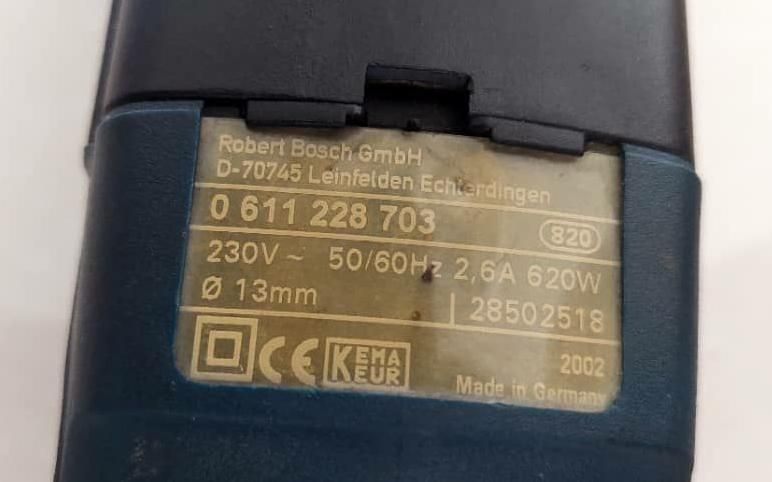 Robert Bosch GmbH
D-70745 Leinfelden Echterdingen
0 611 228 703 820
230V ~ 50/60Hz 2,6A 620W
Ø 13mm 28502518
CE KEMA EUR 2002
Made in Germany